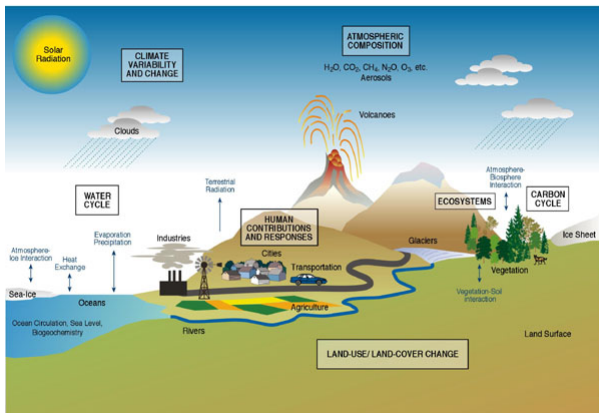 Solar
Radiation
CLIMATE
VARIABILITY
AND CHANGE
ATMOSPHERIC
COMPOSITION
H₂O, CO₂, CH₄, N₂O, O₃, etc.
Aerosols
Clouds
Volcanoes
Terrestrial
Radiation
Atmosphere-
Biosphere
Interaction
WATER
CYCLE
ECOSYSTEMS
CARBON
CYCLE
HUMAN
CONTRIBUTIONS
AND RESPONSES
Evaporation
Precipitation
Industries
Atmosphere-
Ice Interaction
Heat
Exchange
Cities
Transportation
Glaciers
Ice Sheet
Vegetation
Sea-Ice
Oceans
Agriculture
Vegetation-Soil
Interaction
Ocean Circulation, Sea Level,
Biogeochemistry
Rivers
Land Surface
LAND-USE/ LAND-COVER CHANGE